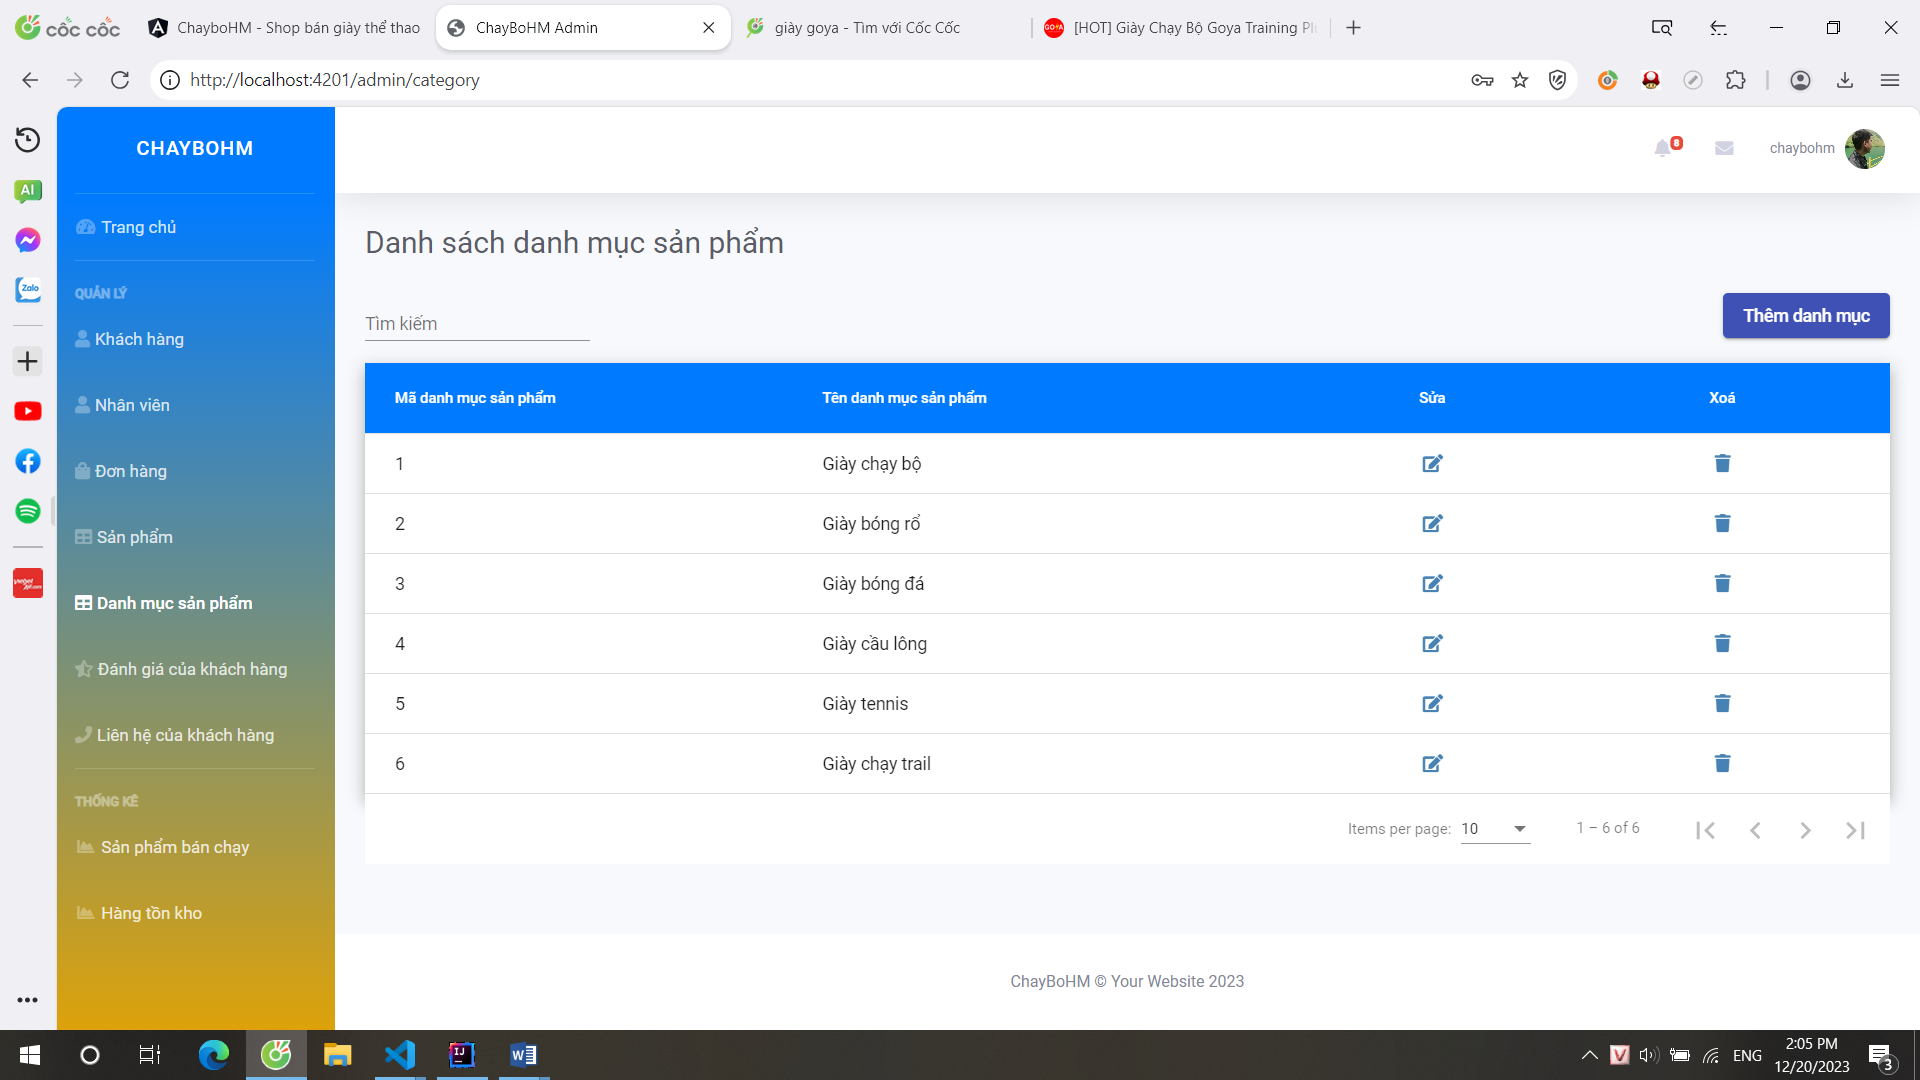 cốc cốc
ChayboHM - Shop bán giày thể thao
ChayBoHM Admin
giày goya - Tìm với Cốc Cốc
[HOT] Giày Chạy Bộ Goya Training Pl
http://localhost:4201/admin/category
CHAYBOHM
8
chaybohm
AI
Zalo
Trang chủ
QUẢN LÝ
Khách hàng
Nhân viên
Đơn hàng
Sản phẩm
Danh mục sản phẩm
Đánh giá của khách hàng
Liên hệ của khách hàng
THỐNG KÊ
Sản phẩm bán chạy
Hàng tồn kho
Danh sách danh mục sản phẩm
Tìm kiếm
Thêm danh mục
Mã danh mục sản phẩm Tên danh mục sản phẩm Sửa Xoá
1 Giày chạy bộ
2 Giày bóng rổ
3 Giày bóng đá
4 Giày cầu lông
5 Giày tennis
6 Giày chạy trail
Items per page: 10 1 – 6 of 6
ChayBoHM © Your Website 2023
ENG
2:05 PM
12/20/2023
3